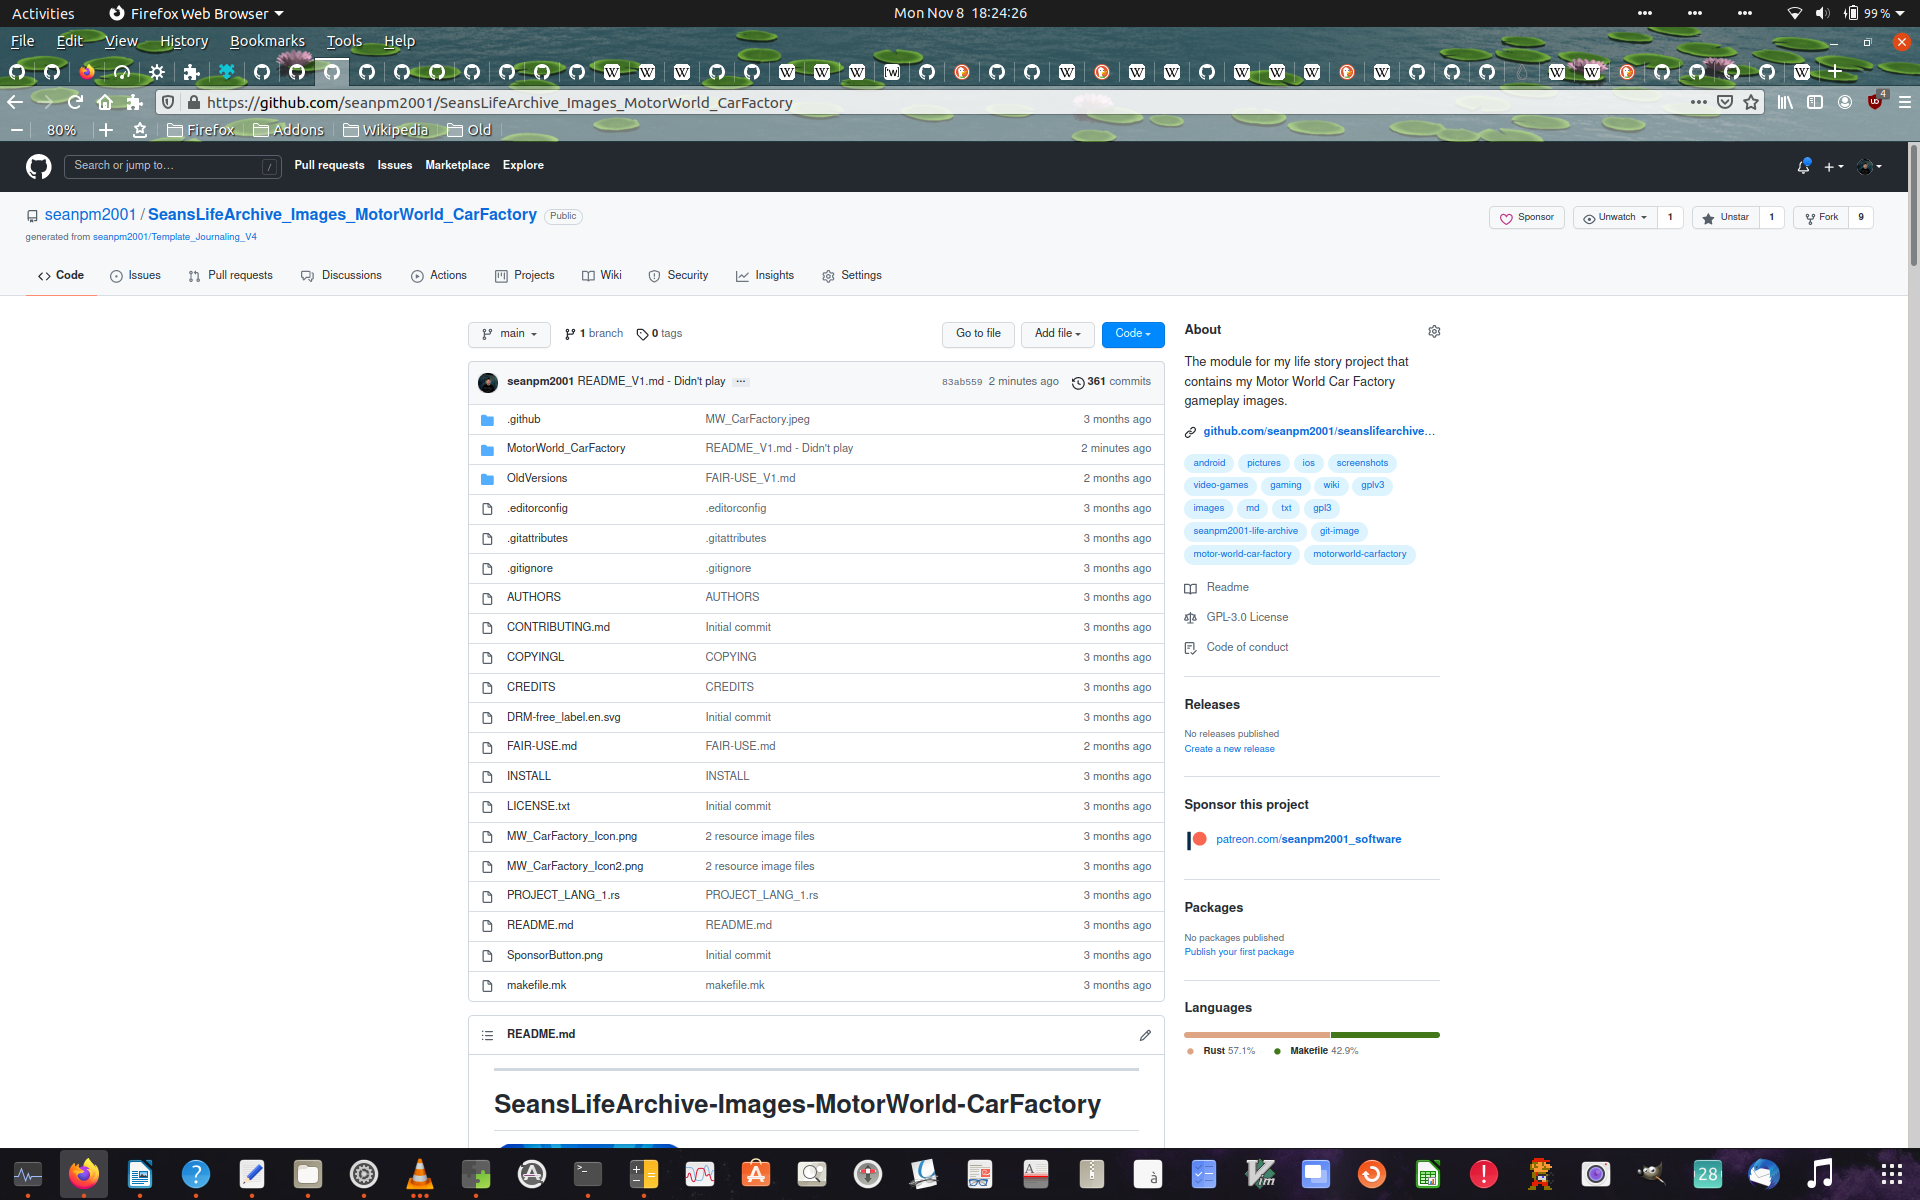 Activities Firefox Web Browser Mon Nov 8 18:24:26 99 %
File Edit View History Bookmarks Tools Help
https://github.com/seanpm2001/SeansLifeArchive_Images_MotorWorld_CarFactory 4
80% Firefox Addons Wikipedia Old
Search or jump to… / Pull requests Issues Marketplace Explore
seanpm2001 / SeansLifeArchive_Images_MotorWorld_CarFactory Public Sponsor Unwatch 1 Unstar 1 Fork 9
generated from seanpm2001/Template_Journaling_V4
Code Issues Pull requests Discussions Actions Projects Wiki Security Insights Settings
main 1 branch 0 tags Go to file Add file Code
seanpm2001 README_V1.md - Didn't play ... 83ab559 2 minutes ago 361 commits
.github MW_CarFactory.jpeg 3 months ago
MotorWorld_CarFactory README_V1.md - Didn't play 2 minutes ago
OldVersions FAIR-USE_V1.md 2 months ago
.editorconfig .editorconfig 3 months ago
.gitattributes .gitattributes 3 months ago
.gitignore .gitignore 3 months ago
AUTHORS AUTHORS 3 months ago
CONTRIBUTING.md Initial commit 3 months ago
COPYINGL COPYING 3 months ago
CREDITS CREDITS 3 months ago
DRM-free_label.en.svg Initial commit 3 months ago
FAIR-USE.md FAIR-USE.md 2 months ago
INSTALL INSTALL 3 months ago
LICENSE.txt Initial commit 3 months ago
MW_CarFactory_Icon.png 2 resource image files 3 months ago
MW_CarFactory_Icon2.png 2 resource image files 3 months ago
PROJECT_LANG_1.rs PROJECT_LANG_1.rs 3 months ago
README.md README.md 3 months ago
SponsorButton.png Initial commit 3 months ago
makefile.mk makefile.mk 3 months ago
README.md
SeansLifeArchive-Images-MotorWorld-CarFactory
About
The module for my life story project that
contains my Motor World Car Factory
gameplay images.
github.com/seanpm2001/seanslifearchive…
android pictures ios screenshots
video-games gaming wiki gplv3
images md txt gpl3
seanpm2001-life-archive git-image
motor-world-car-factory motorworld-carfactory
Readme
GPL-3.0 License
Code of conduct
Releases
No releases published
Create a new release
Sponsor this project
patreon.com/seanpm2001_software
Packages
No packages published
Publish your first package
Languages
Rust 57.1% Makefile 42.9%
28